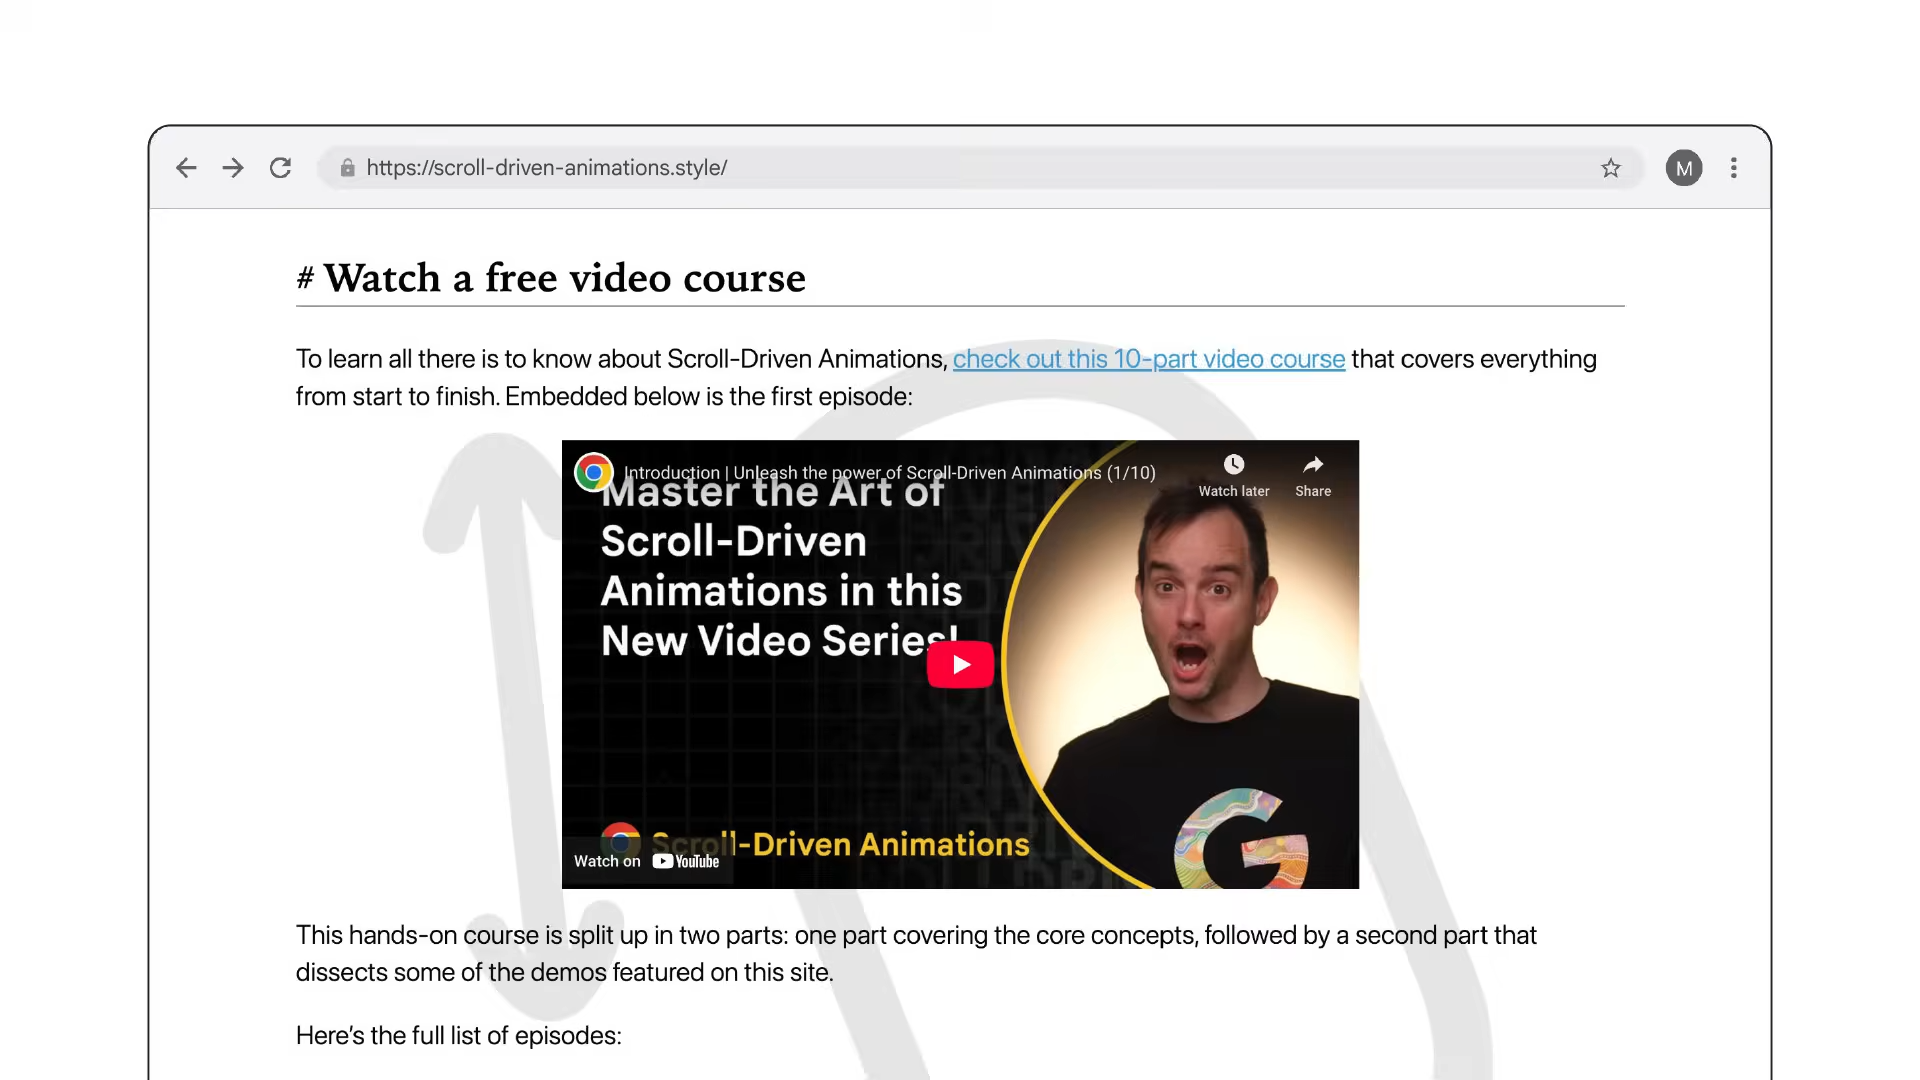 https://scroll-driven-animations.style/
M
# Watch a free video course
To learn all there is to know about Scroll-Driven Animations, check out this 10-part video course that covers everything
from start to finish. Embedded below is the first episode:
Introduction | Unleash the power of Scroll-Driven Animations (1/10)
Watch later
Share
Master the Art of
Scroll-Driven
Animations in this
New Video Series!
Scroll-Driven Animations
Watch on YouTube
G
This hands-on course is split up in two parts: one part covering the core concepts, followed by a second part that
dissects some of the demos featured on this site.
Here’s the full list of episodes: